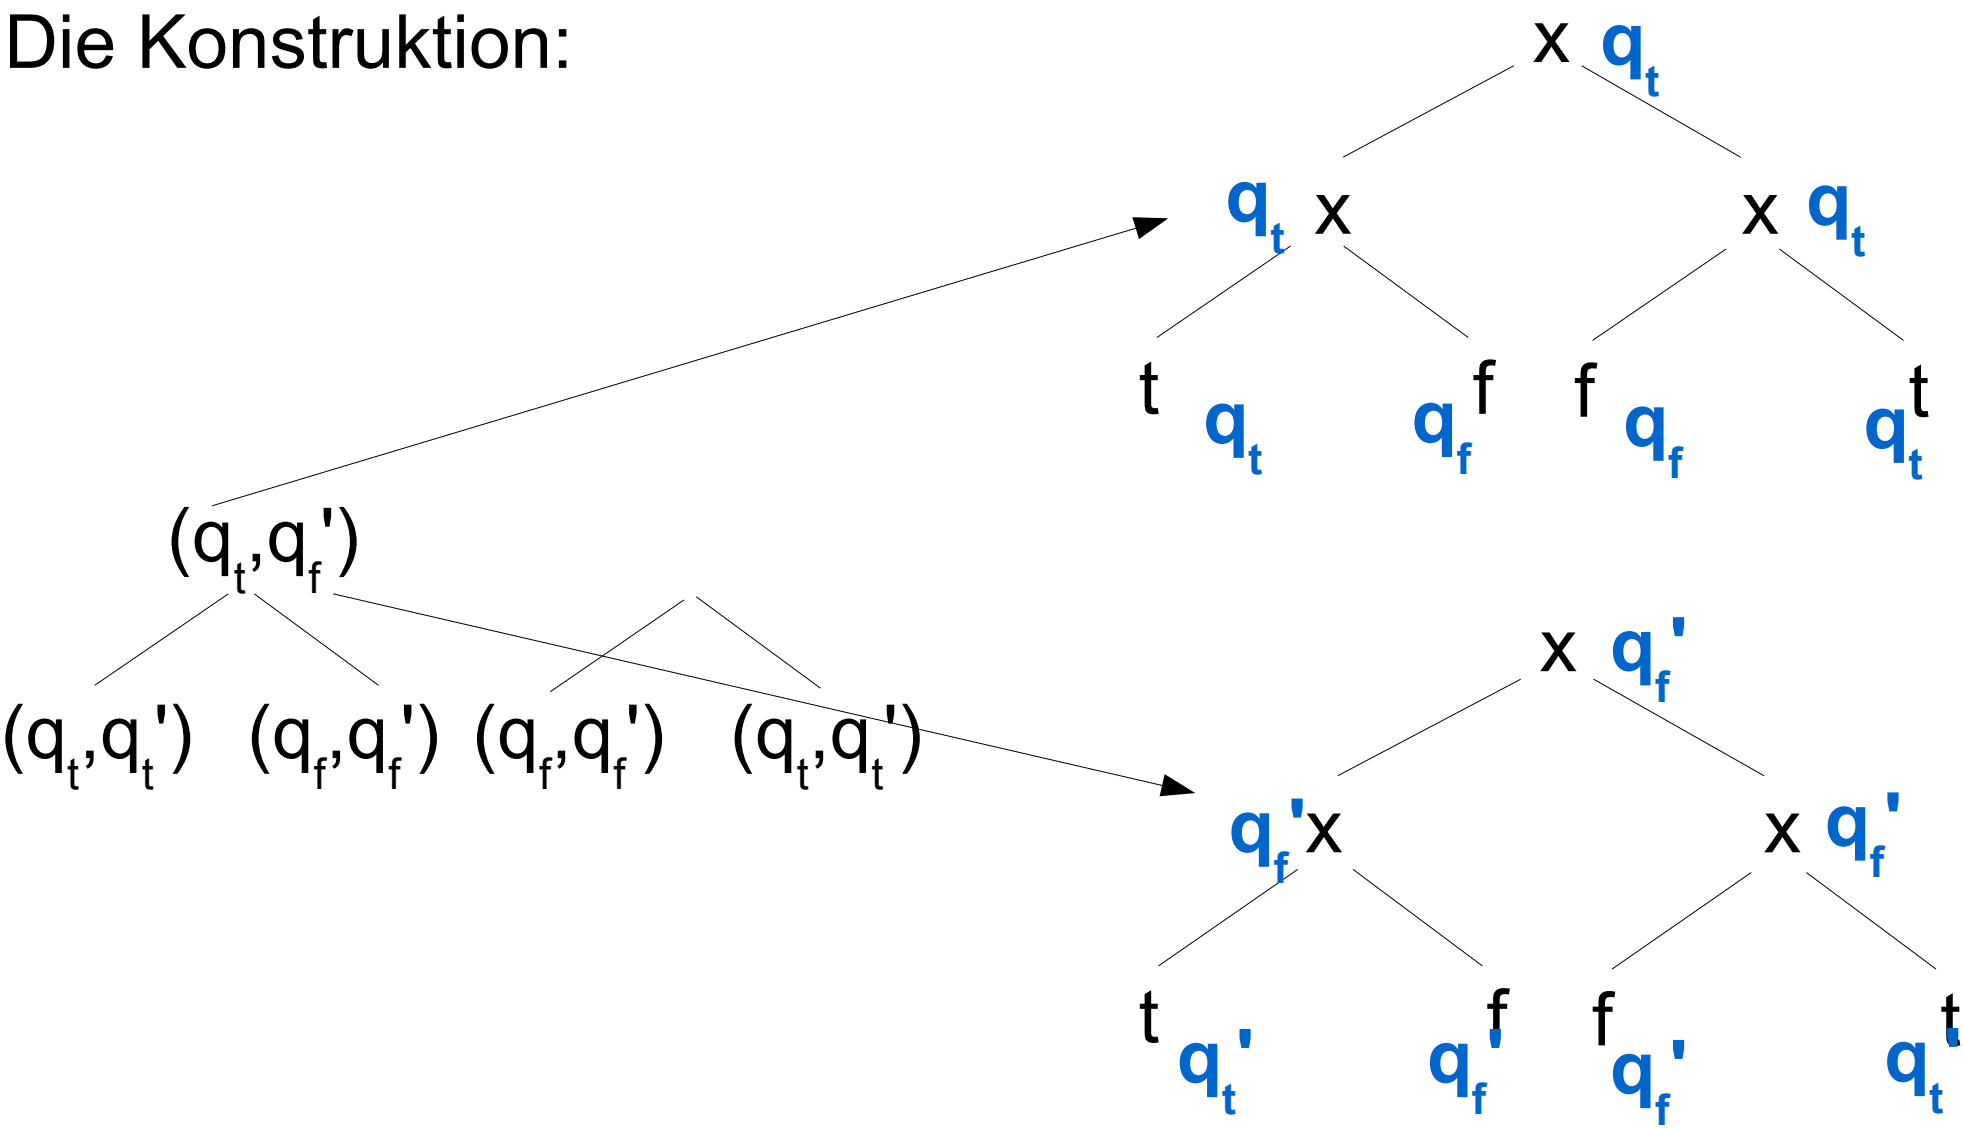 Die Konstruktion:
x q_t
q_t x x q_t
t q_t q_f f f q_f q_t t
(q_t,q_f')
(q_t,q_t') (q_f,q_f') (q_f,q_f') (q_t,q_t')
x q_f'
q_f' x x q_f'
t q_t' f q_f' f q_f' t q_t'